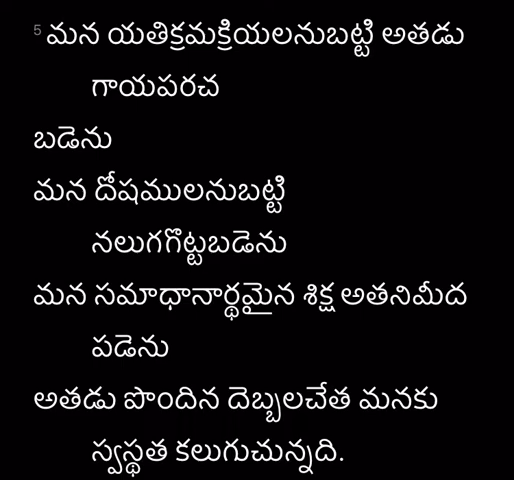 5 మన యతిక్రమక్రియలనుబట్టి అతడు
గాయపరచ
బడెను
మన దోషములనుబట్టి
నలుగగొట్టబడెను
మన సమాధానార్థమైన శిక్ష అతనిమీద
పడెను
అతడు పొందిన దెబ్బలచేత మనకు
స్వస్థత కలుగుచున్నది.